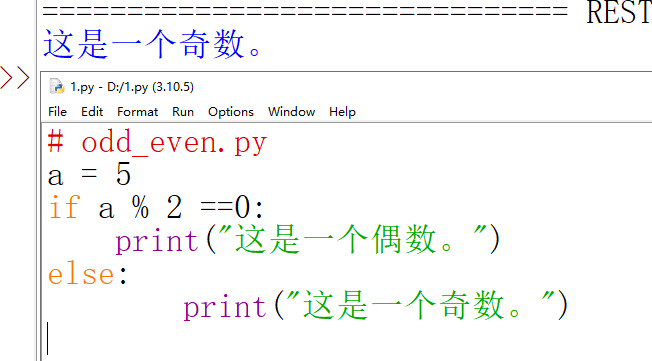 =============================== REST
这是一个奇数。
>>
1.py - D:/1.py (3.10.5)
File Edit Format Run Options Window Help
# odd_even.py
a = 5
if a % 2 ==0:
    print("这是一个偶数。")
else:
        print("这是一个奇数。")